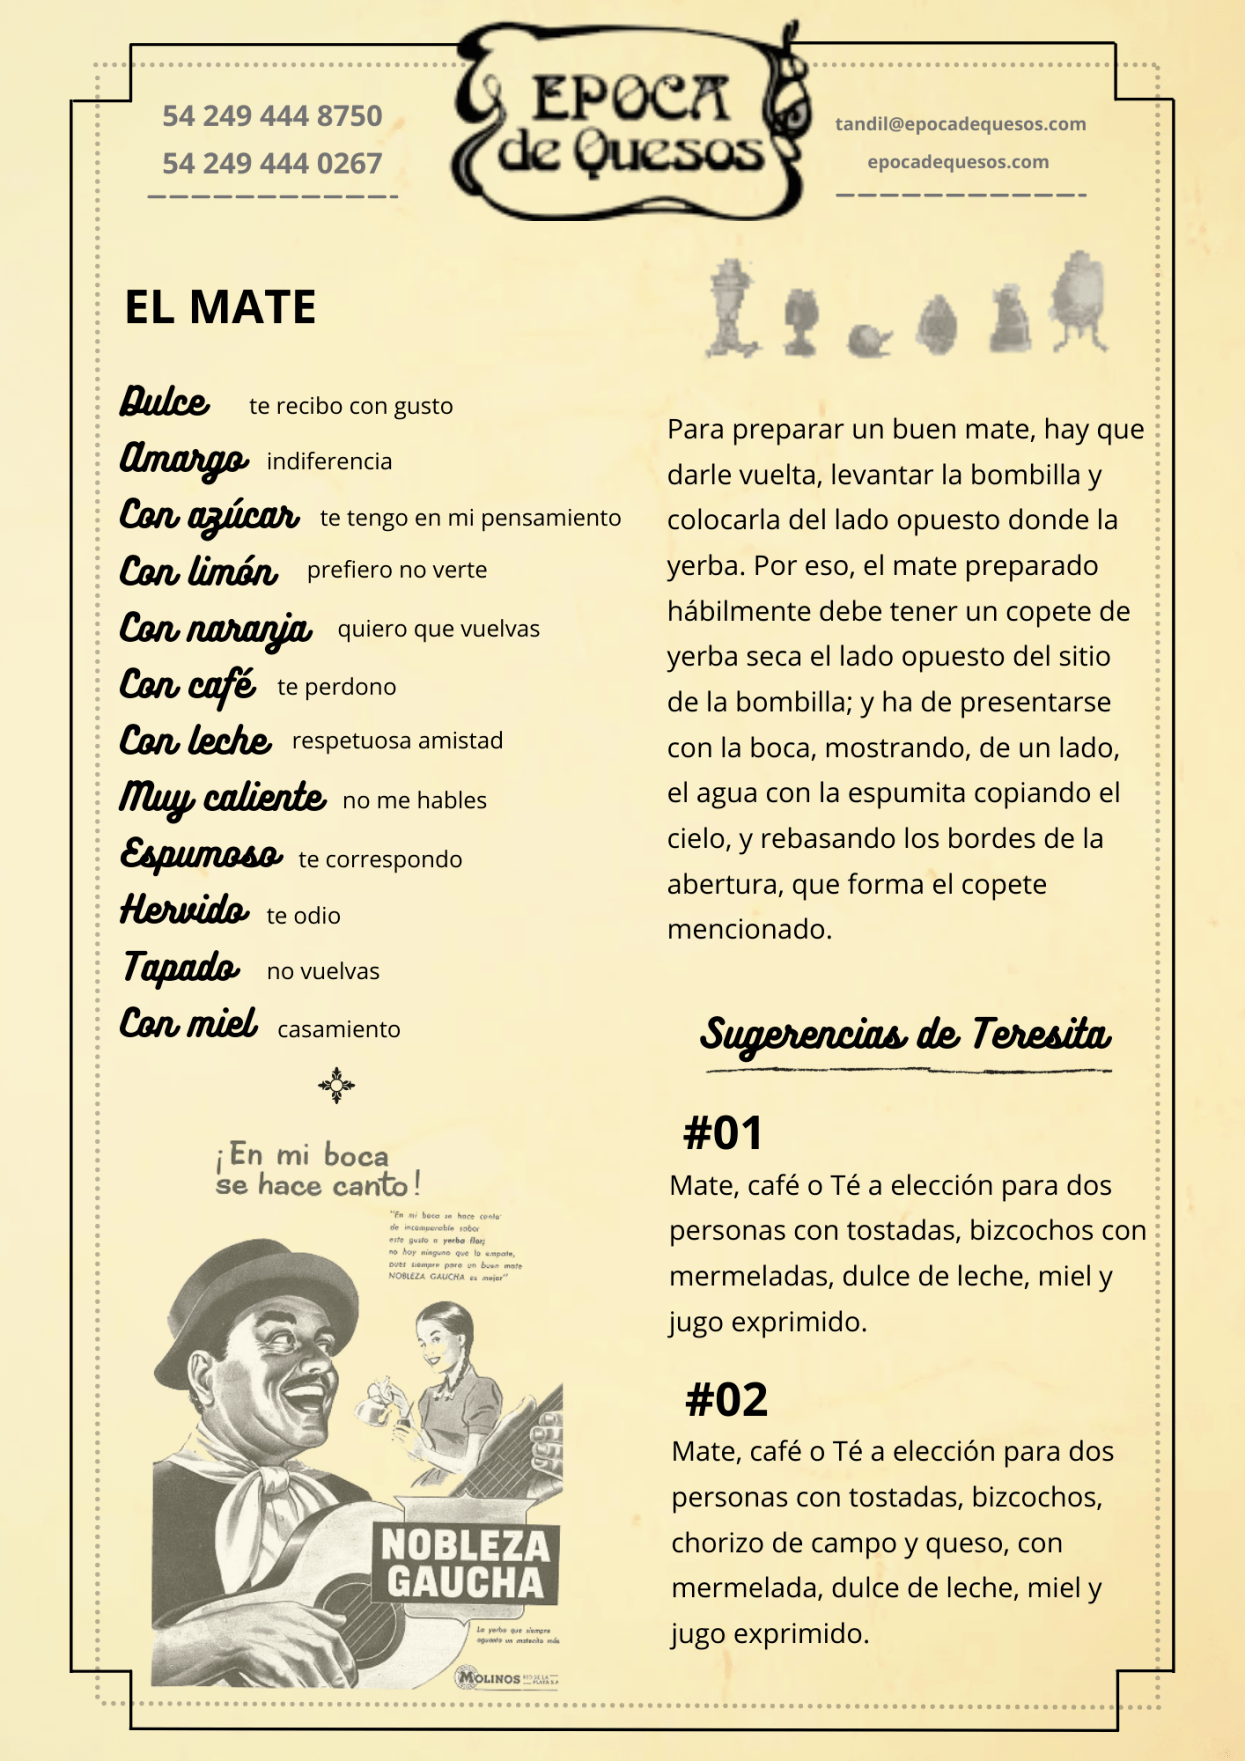 EPOCA
de Quesos
54 249 444 8750
54 249 444 0267
tandil@epocadequesos.com
epocadequesos.com
EL MATE
Dulce te recibo con gusto
Amargo indiferencia
Con azúcar te tengo en mi pensamiento
Con limón prefiero no verte
Con naranja quiero que vuelvas
Con café te perdono
Con leche respetuosa amistad
Muy caliente no me hables
Espumoso te correspondo
Hervido te odio
Tapado no vuelvas
Con miel casamiento
¡En mi boca
se hace canto!
"En mi boca se hace canto
de incomparable sabor
este gusto a yerba flor;
no hay ninguno que lo empate,
pues siempre para un buen mate
NOBLEZA GAUCHA es mejor"
NOBLEZA
GAUCHA
La yerba que siempre
aguanta un matecito más
MOLINOS RIO DE LA
PLATA S.A
Para preparar un buen mate, hay que
darle vuelta, levantar la bombilla y
colocarla del lado opuesto donde la
yerba. Por eso, el mate preparado
hábilmente debe tener un copete de
yerba seca el lado opuesto del sitio
de la bombilla; y ha de presentarse
con la boca, mostrando, de un lado,
el agua con la espumita copiando el
cielo, y rebasando los bordes de la
abertura, que forma el copete
mencionado.
Sugerencias de Teresita
#01
Mate, café o Té a elección para dos
personas con tostadas, bizcochos con
mermeladas, dulce de leche, miel y
jugo exprimido.
#02
Mate, café o Té a elección para dos
personas con tostadas, bizcochos,
chorizo de campo y queso, con
mermelada, dulce de leche, miel y
jugo exprimido.